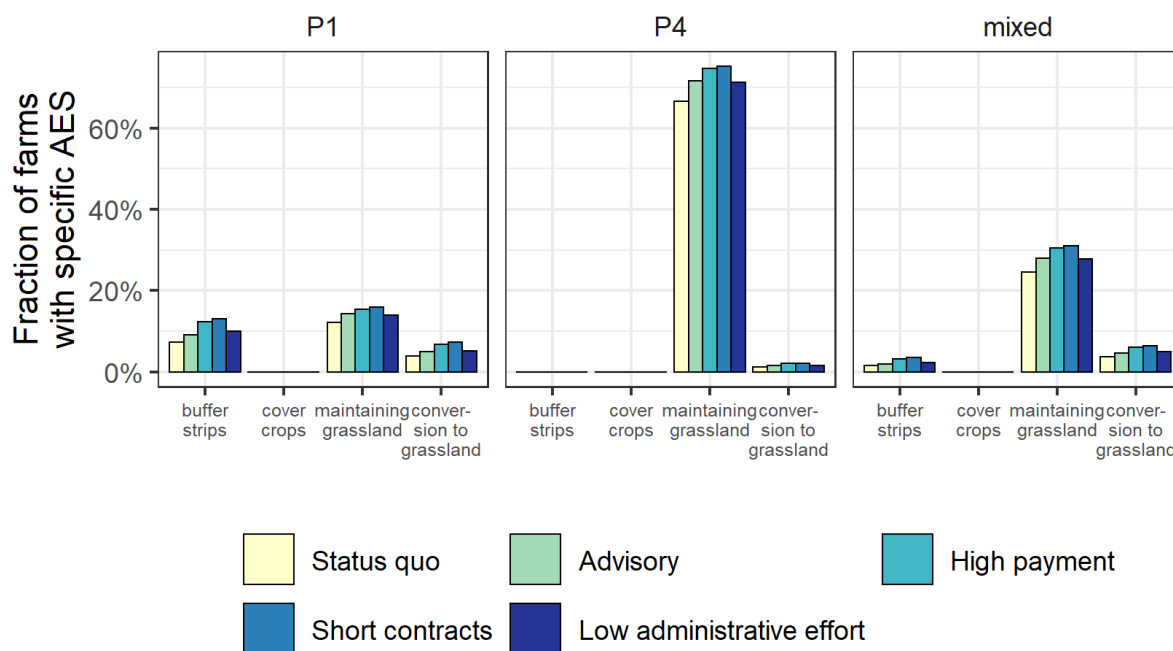 P1 P4 mixed
Fraction of farms
with specific AES
60%
40%
20%
0%
buffer strips
cover crops
maintaining grassland
conver-
sion to
grassland
buffer strips
cover crops
maintaining grassland
conver-
sion to
grassland
buffer strips
cover crops
maintaining grassland
conver-
sion to
grassland
Status quo
Advisory
High payment
Short contracts
Low administrative effort